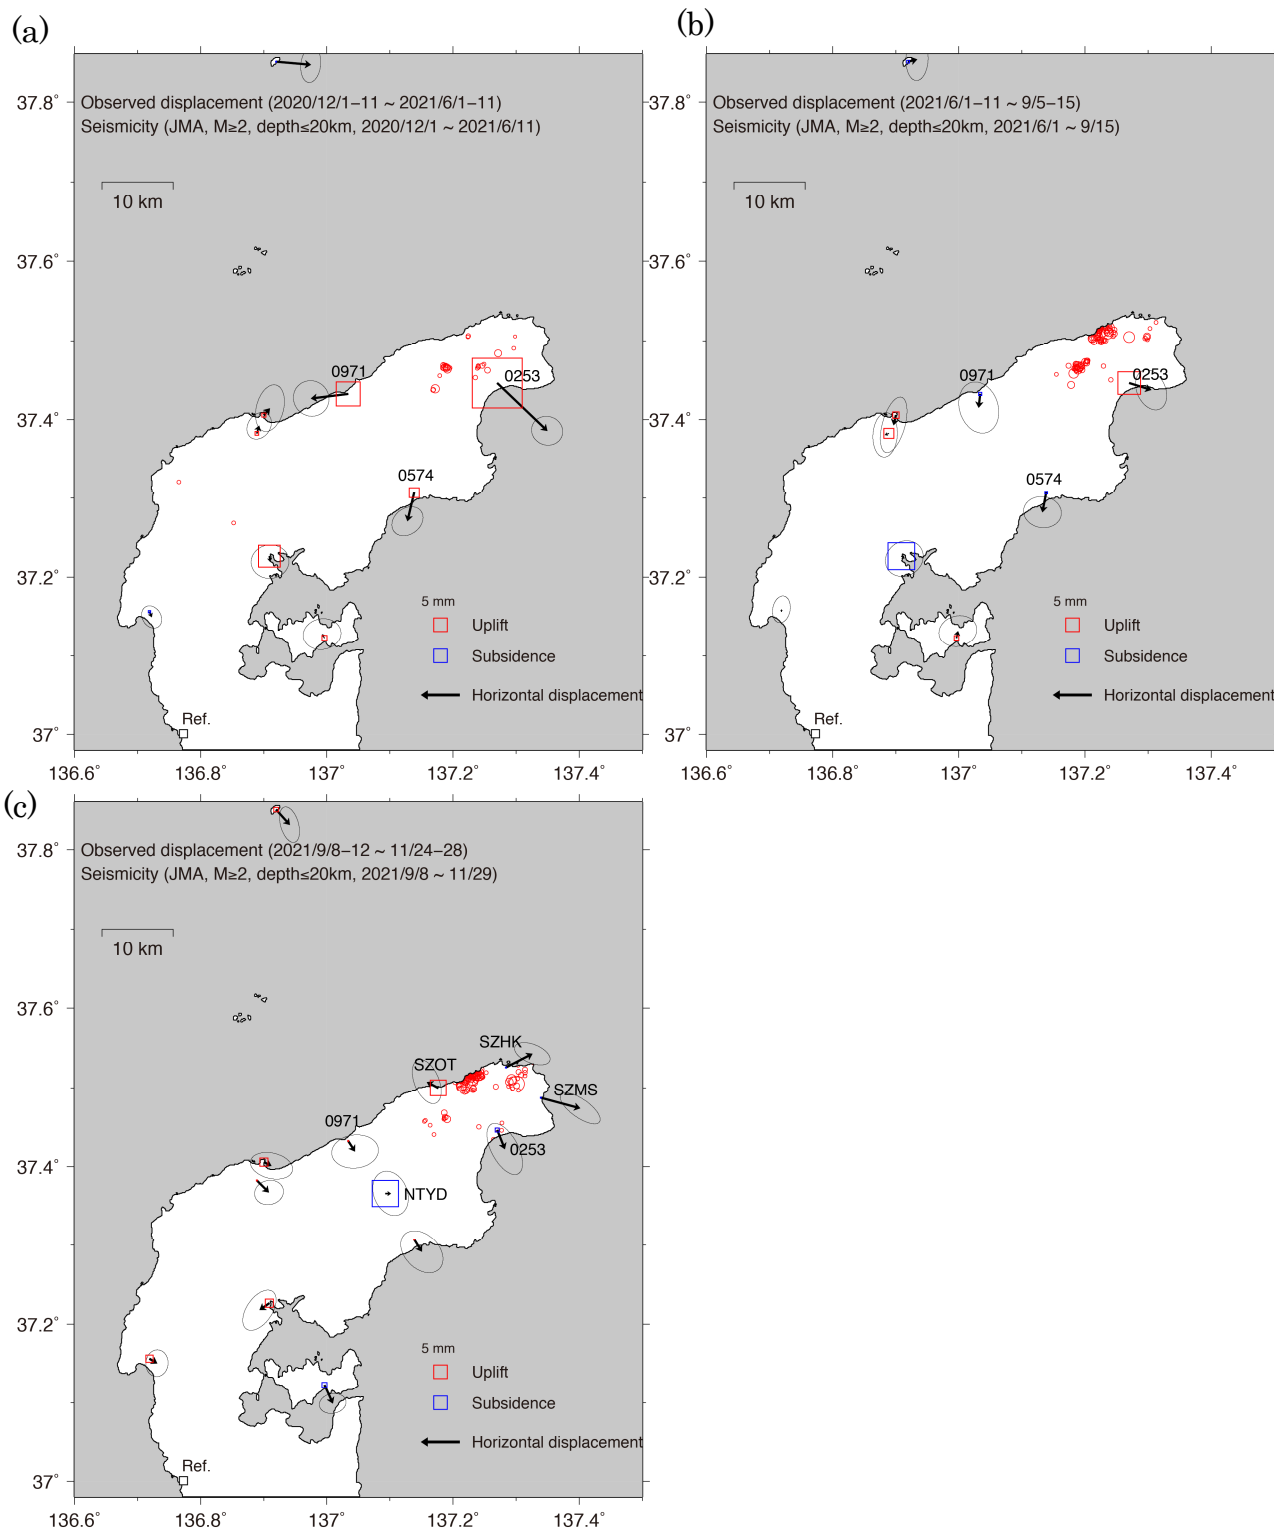 (a)
Observed displacement (2020/12/1–11 ~ 2021/6/1–11)
Seismicity (JMA, M≥2, depth≤20km, 2020/12/1 ~ 2021/6/11)
10 km
0971
0253
0574
5 mm
Uplift
Subsidence
Horizontal displacement
Ref.
37.8°
37.6°
37.4°
37.2°
37°
136.6° 136.8° 137° 137.2° 137.4°
(b)
Observed displacement (2021/6/1–11 ~ 9/5–15)
Seismicity (JMA, M≥2, depth≤20km, 2021/6/1 ~ 9/15)
10 km
0971
0253
0574
5 mm
Uplift
Subsidence
Horizontal displacement
Ref.
37.8°
37.6°
37.4°
37.2°
37°
136.6° 136.8° 137° 137.2° 137.4°
(c)
Observed displacement (2021/9/8–12 ~ 11/24–28)
Seismicity (JMA, M≥2, depth≤20km, 2021/9/8 ~ 11/29)
10 km
SZHK
SZOT
SZMS
0971
0253
NTYD
5 mm
Uplift
Subsidence
Horizontal displacement
Ref.
37.8°
37.6°
37.4°
37.2°
37°
136.6° 136.8° 137° 137.2° 137.4°